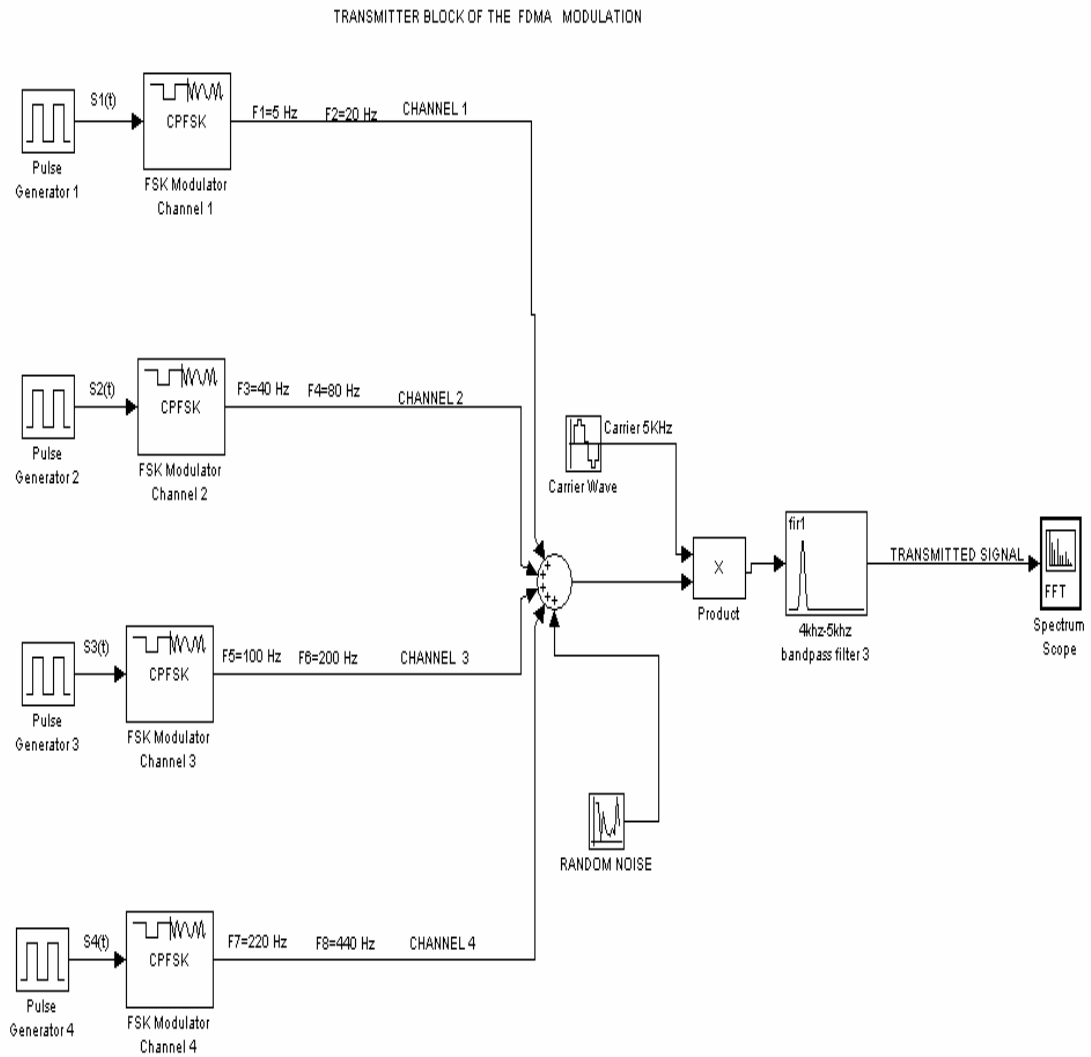 TRANSMITTER BLOCK OF THE FDMA MODULATION
S1(t)
CPFSK
F1=5 Hz F2=20 Hz CHANNEL 1
Pulse
Generator 1
FSK Modulator
Channel 1
S2(t)
CPFSK
F3=40 Hz F4=80 Hz CHANNEL 2
Pulse
Generator 2
FSK Modulator
Channel 2
Carrier 5KHz
Carrier Wave
+
+
+
+
+
X
Product
fir1
4khz-5khz
bandpass filter 3
TRANSMITTED SIGNAL
FFT
Spectrum
Scope
S3(t)
CPFSK
F5=100 Hz F6=200 Hz CHANNEL 3
Pulse
Generator 3
FSK Modulator
Channel 3
RANDOM NOISE
S4(t)
CPFSK
F7=220 Hz F8=440 Hz CHANNEL 4
Pulse
Generator 4
FSK Modulator
Channel 4